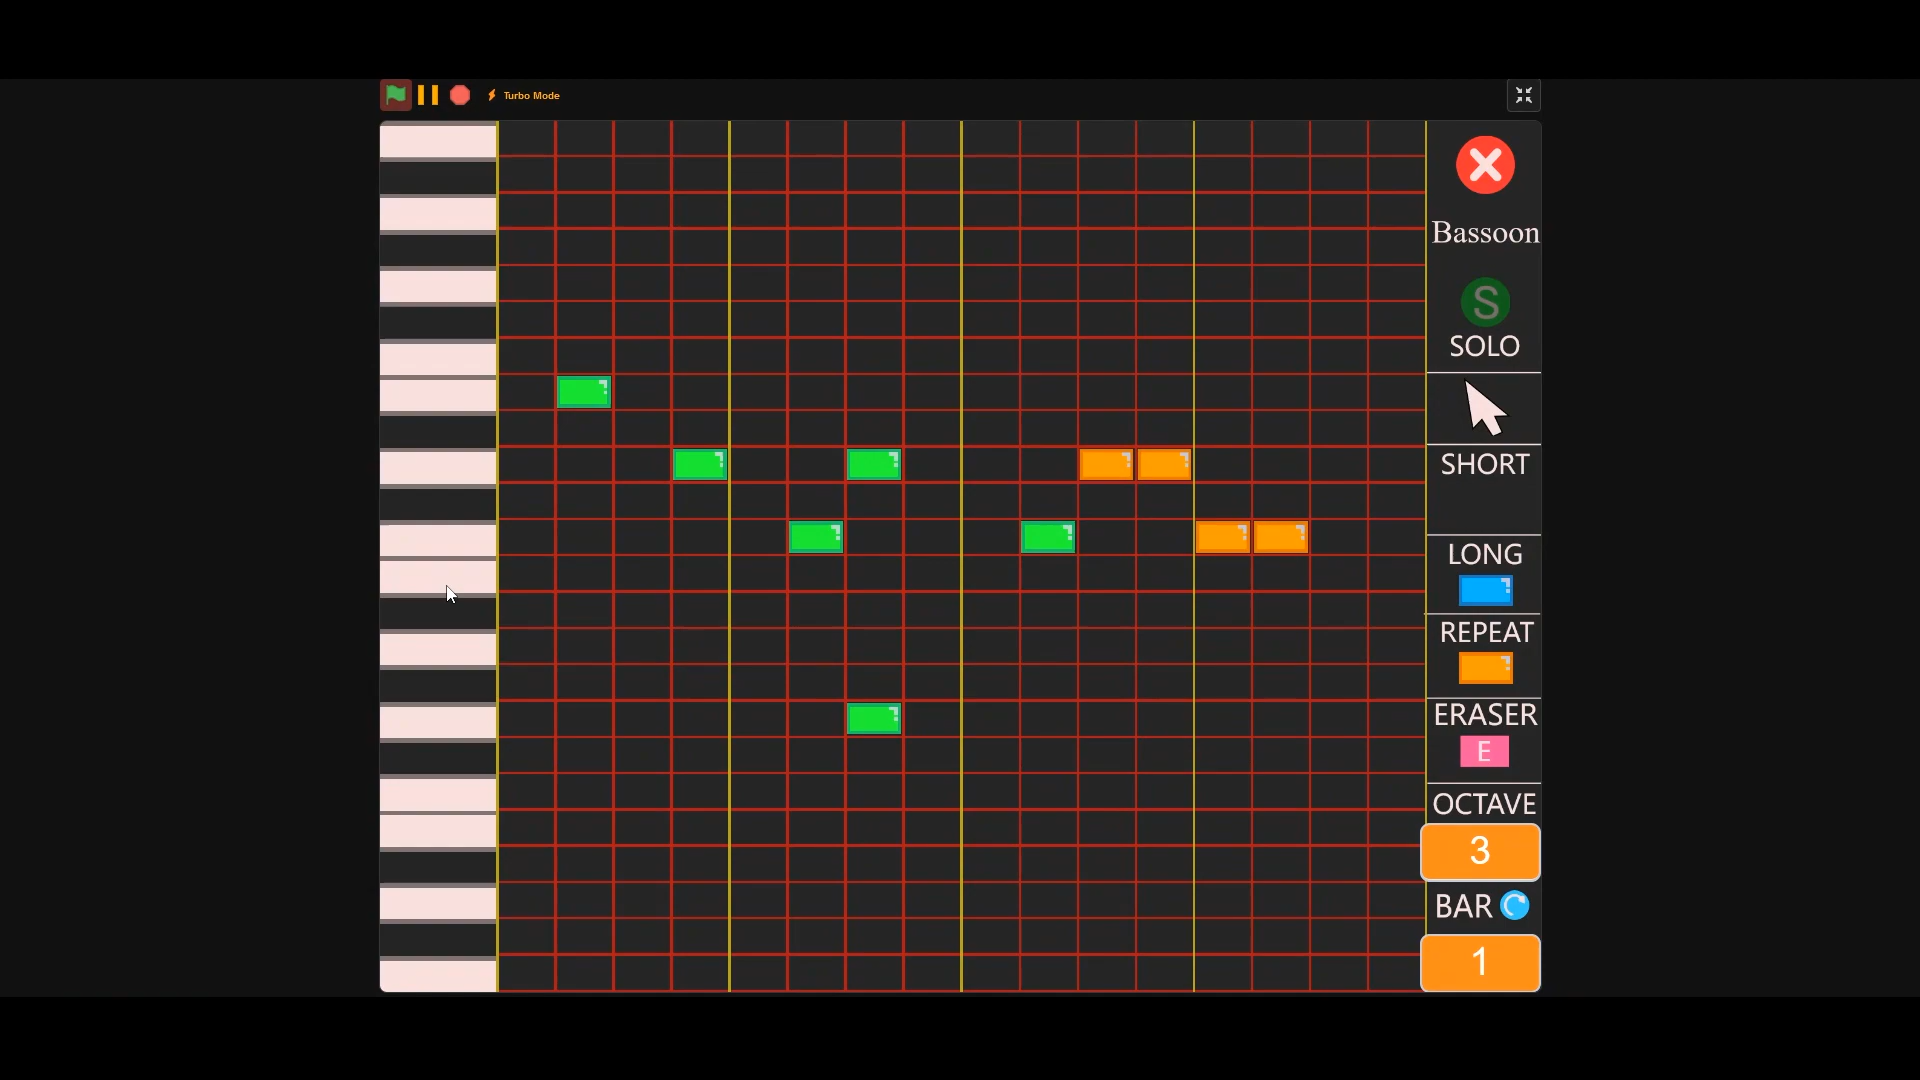 Turbo Mode
Bassoon
S
SOLO
SHORT
LONG
REPEAT
ERASER
E
OCTAVE
3
BAR
1